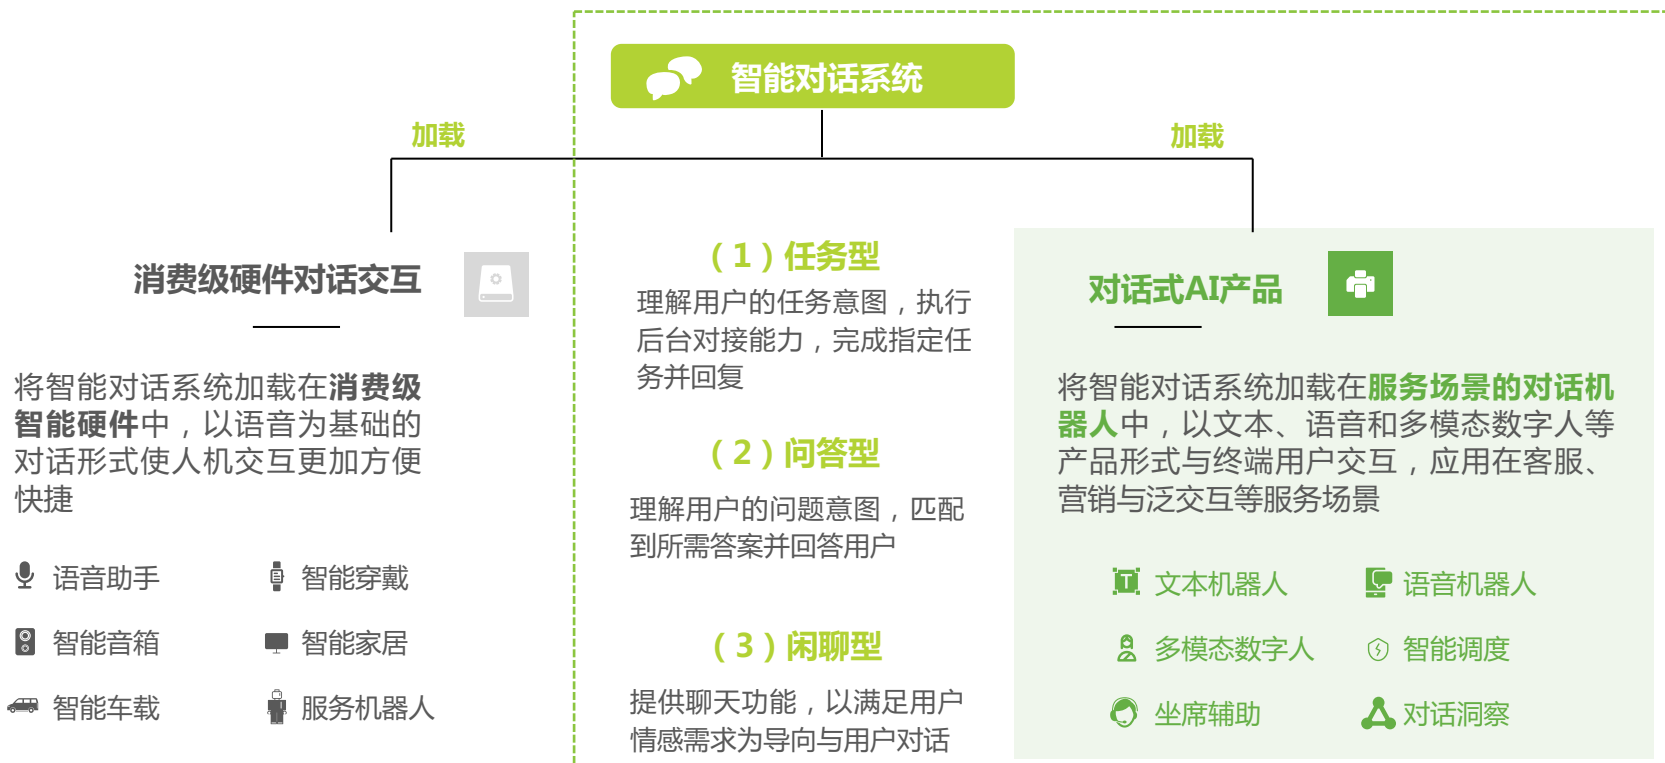 智能对话系统
加载
加载
消费级硬件对话交互
将智能对话系统加载在消费级
智能硬件中，以语音为基础的
对话形式使人机交互更加方便
快捷
语音助手
智能穿戴
智能音箱
智能家居
智能车载
服务机器人
（1）任务型
理解用户的任务意图，执行
后台对接能力，完成指定任
务并回复
（2）问答型
理解用户的问题意图，匹配
到所需答案并回答用户
（3）闲聊型
提供聊天功能，以满足用户
情感需求为导向与用户对话
对话式AI产品
将智能对话系统加载在服务场景的对话机
器人中，以文本、语音和多模态数字人等
产品形式与终端用户交互，应用在客服、
营销与泛交互等服务场景
T
文本机器人
语音机器人
多模态数字人
智能调度
坐席辅助
对话洞察